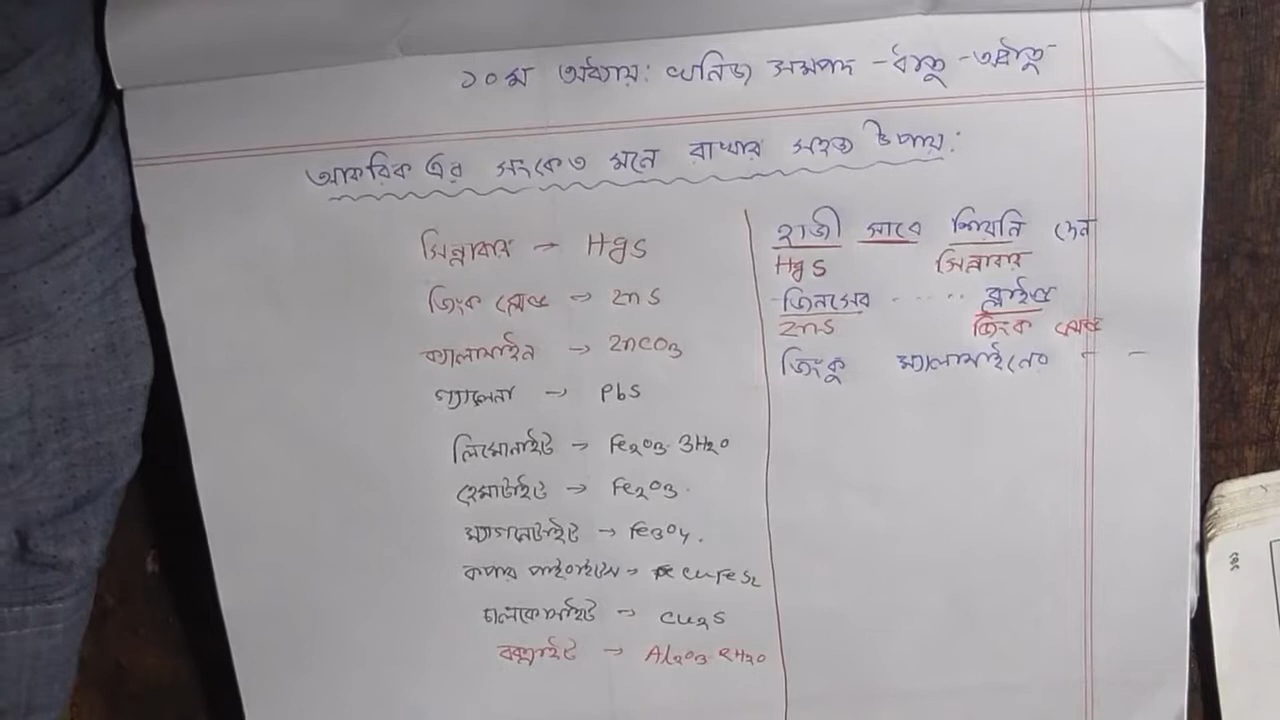 ১০ম অধ্যায়: খনিজ সম্পদ - ধাতু - অধাতু
আকরিক এর সংকেত মনে রাখার সহজ উপায়:
সিন্নাবার → HgS
জিংক ব্লেন্ড → ZnS
ক্যালামাইন → ZnCO3
গ্যালেনা → PbS
লিমোনাইট → Fe2O3. 3H2O
হেমাটাইট → Fe2O3.
ম্যাগনেটাইট → Fe3O4.
কপার পাইরাইটস → CuFeS2
চালকোসাইট → Cu2S
বক্সাইট → Al2O3. 2H2O
হাজী সাবে শিন্নি দেন
HgS সিন্নাবার
জিনসের ...... ব্লাইন্ড
ZnS জিংক ব্লেন্ড
জিংকু ম্যালামাইনের - -